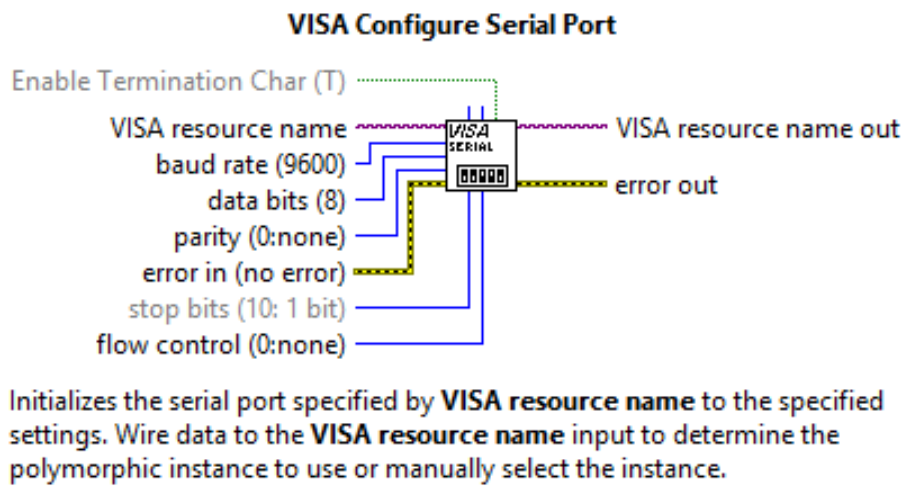 VISA Configure Serial Port
Enable Termination Char (T)
VISA resource name
VISA resource name out
VISA
SERIAL
baud rate (9600)
data bits (8)
error out
parity (0:none)
error in (no error)
stop bits (10: 1 bit)
flow control (0:none)
Initializes the serial port specified by VISA resource name to the specified
settings. Wire data to the VISA resource name input to determine the
polymorphic instance to use or manually select the instance.